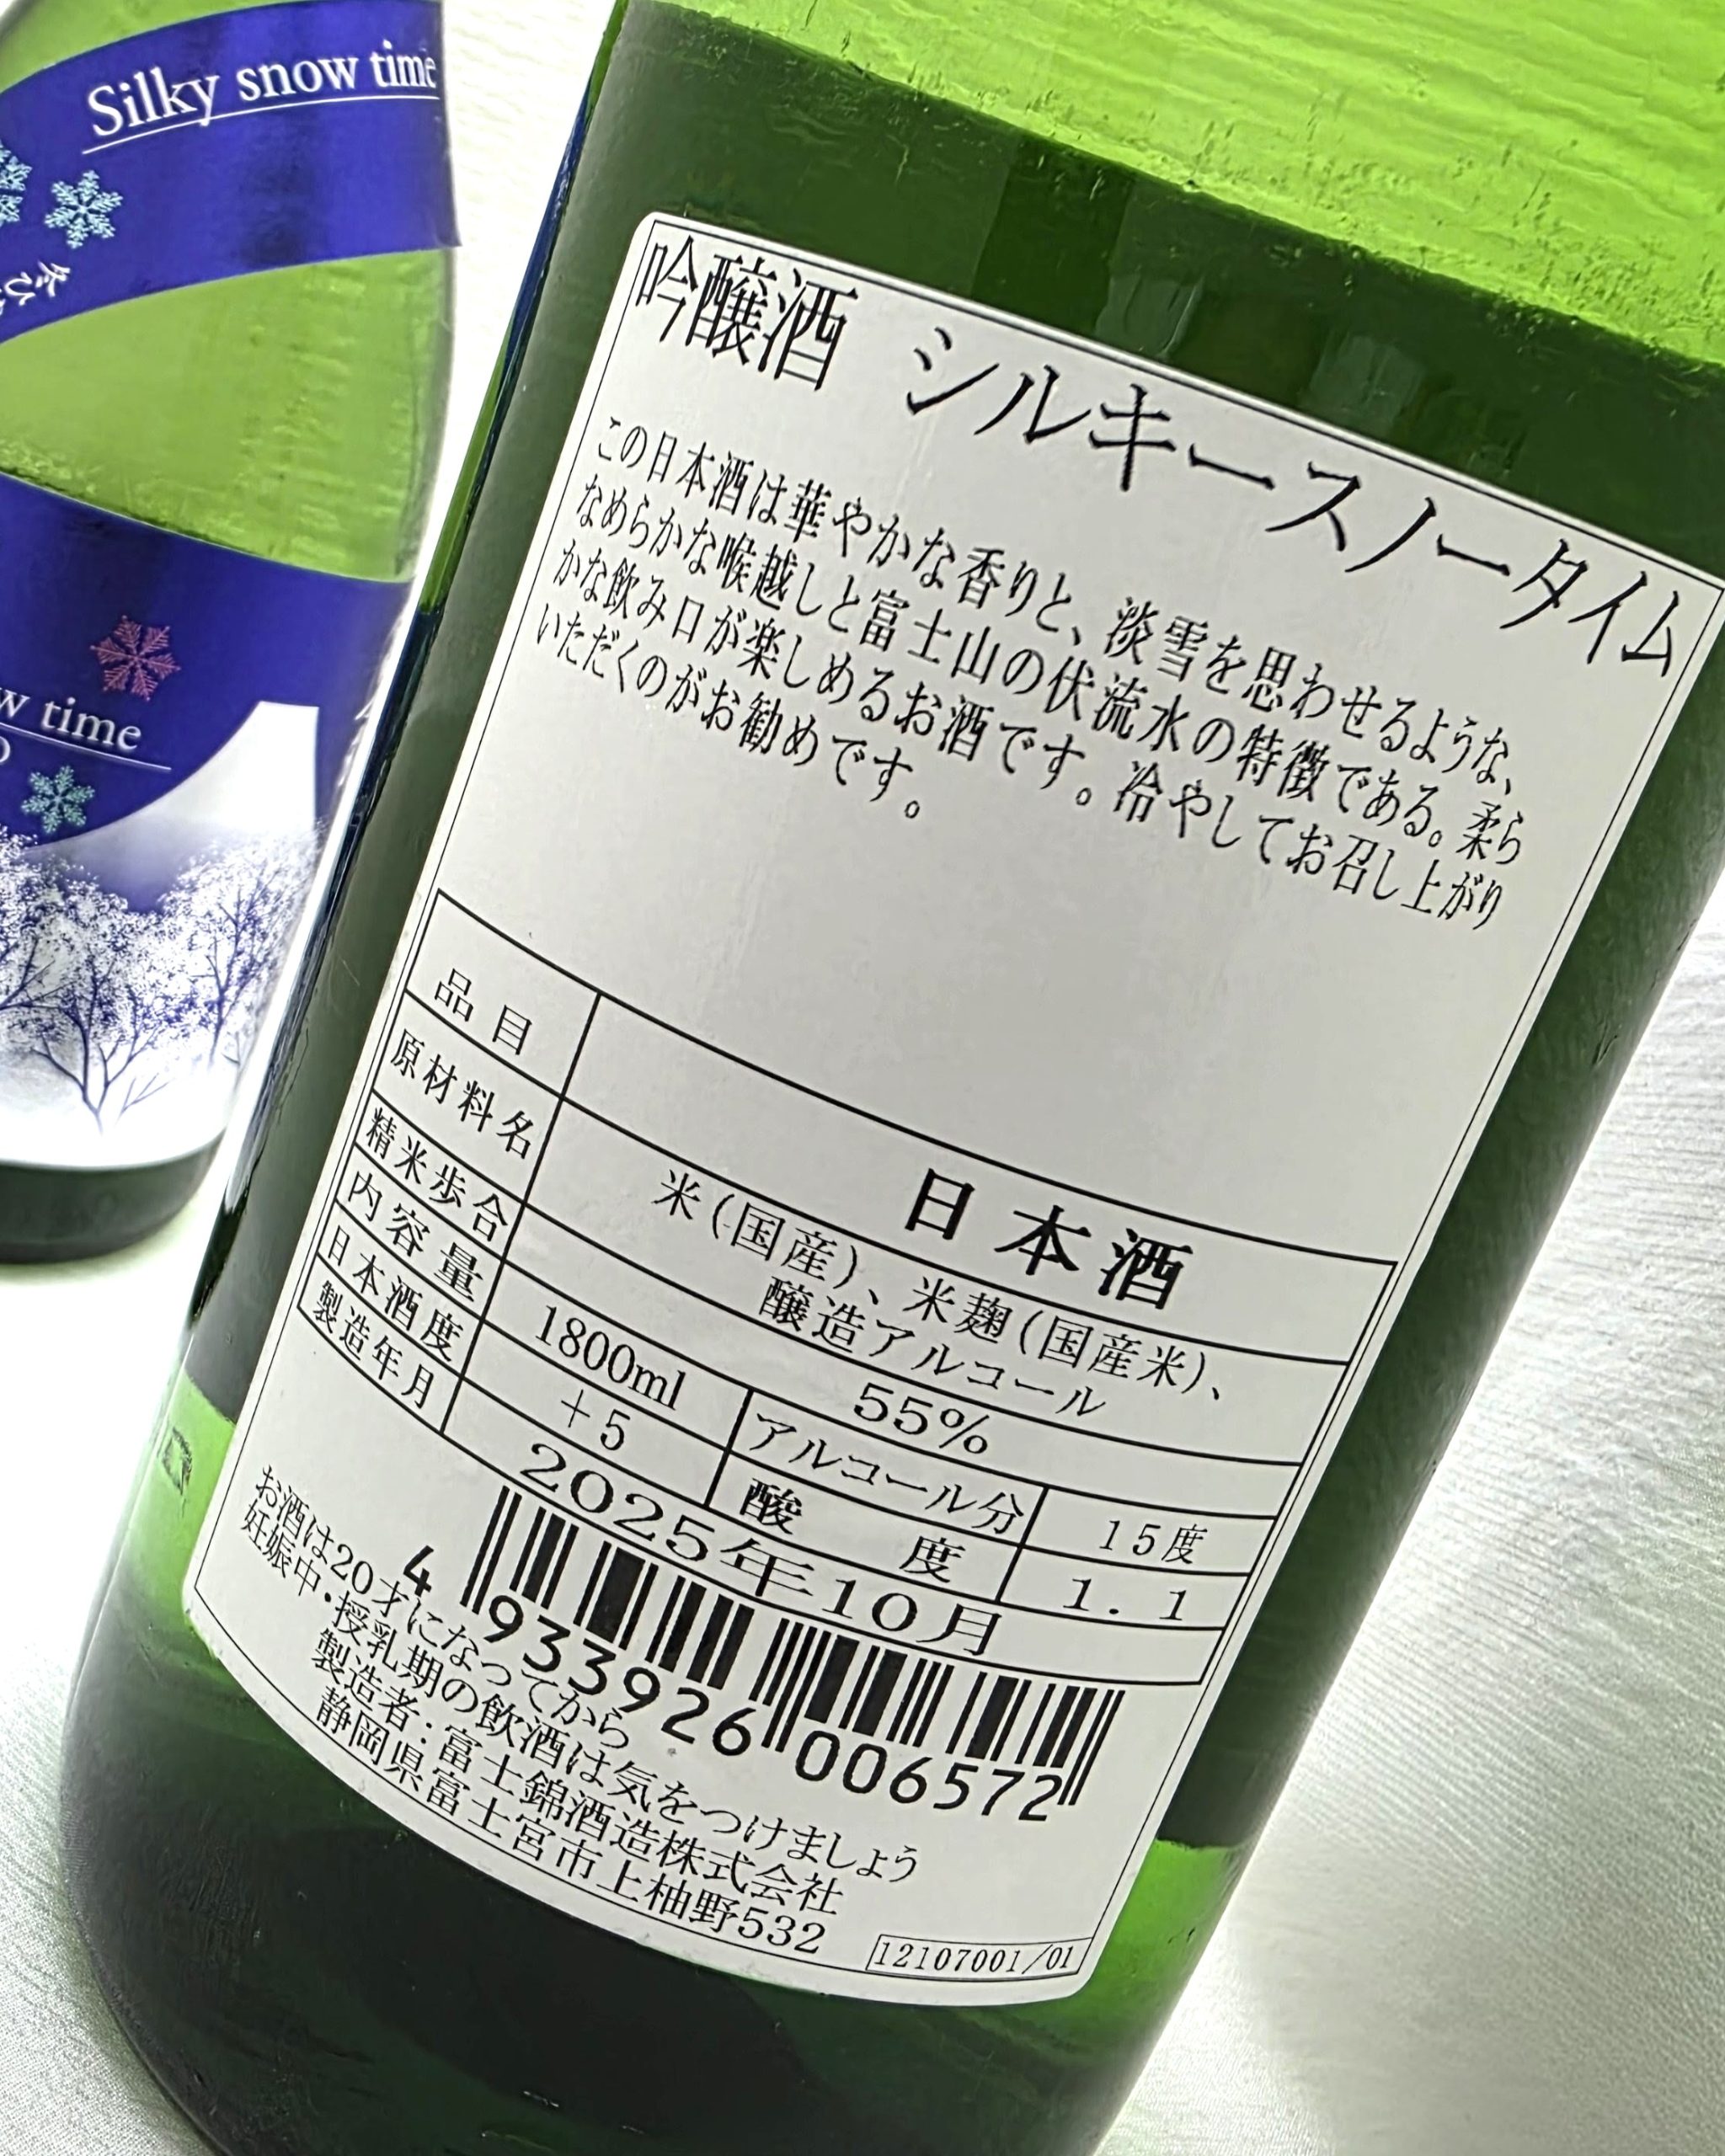 Silky snow time
冬ひ
w time
吟醸酒 シルキースノータイム
この日本酒は華やかな香りと、淡雪を思わせるような、
なめらかな喉越しと富士山の伏流水の特徴である。柔ら
かな飲み口が楽しめるお酒です。冷やしてお召し上がり
いただくのがお勧めです。
品目 日本酒
原材料名 米(国産)、米麹(国産米)、
醸造アルコール
精米歩合 55%
内容量 1800ml アルコール分 15度
日本酒度 +5 酸度 1.1
製造年月 2025年10月
4 933926 006572
お酒は20才になってから
妊娠中・授乳期の飲酒は気をつけましょう
製造者:富士錦酒造株式会社
静岡県富士宮市上柚野532
12107001/01